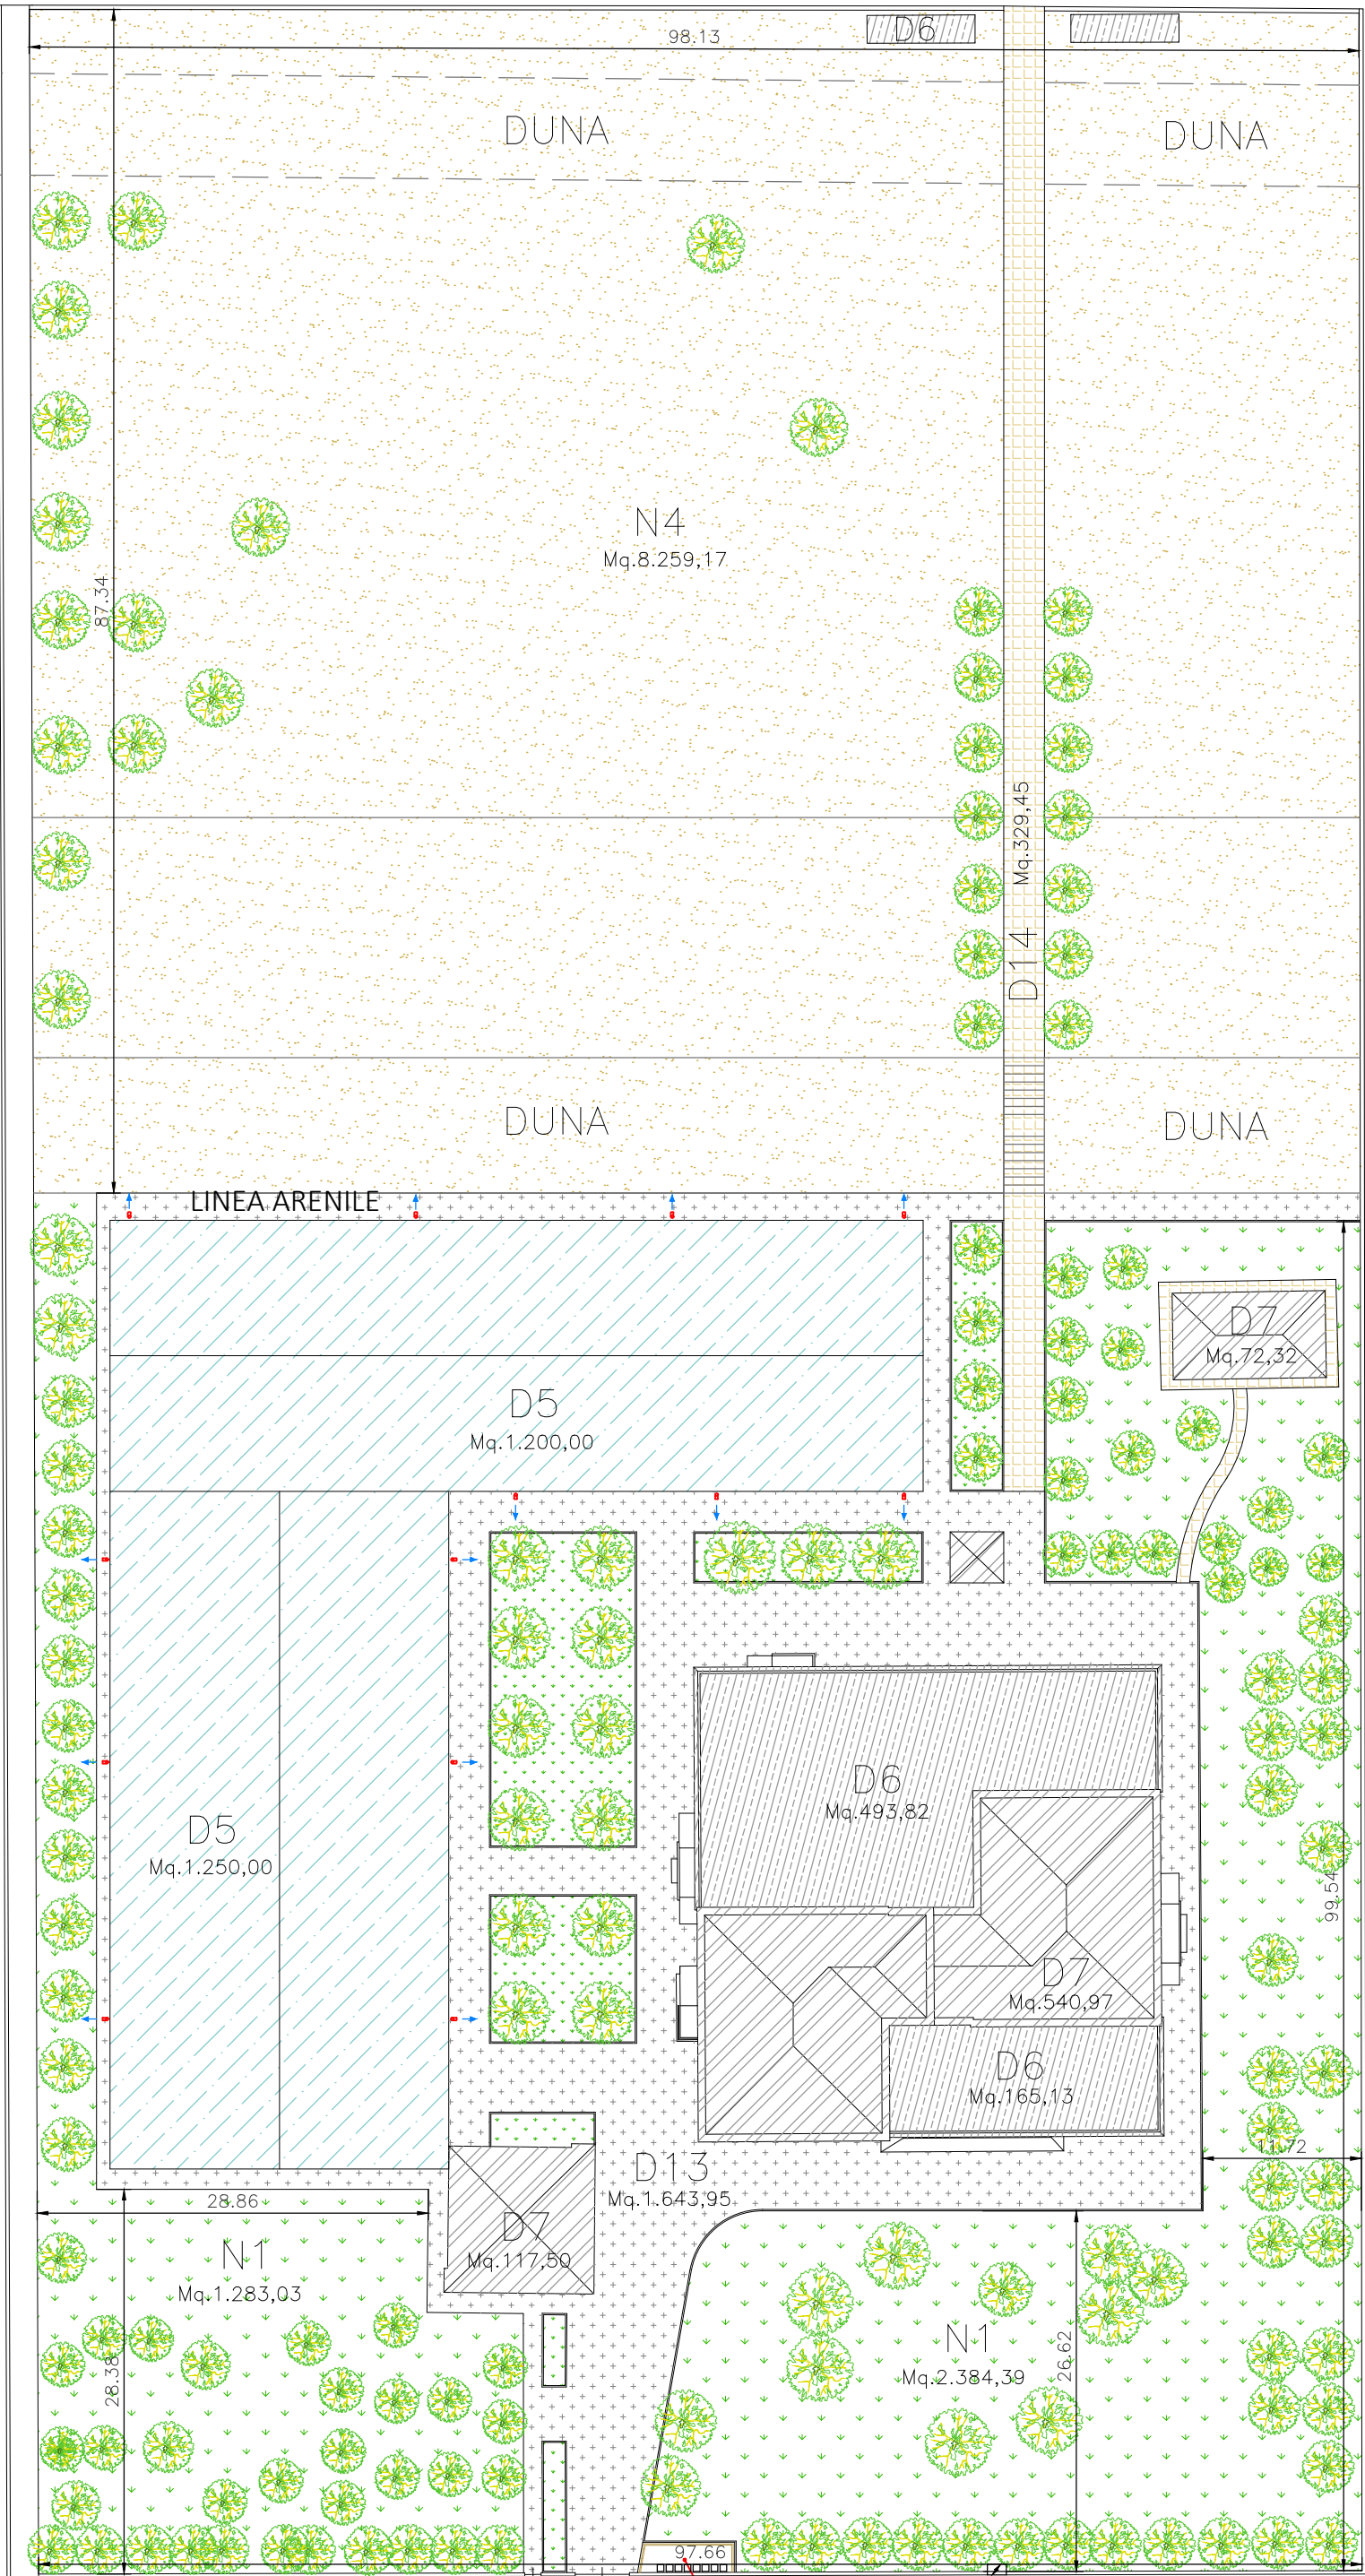 98.13
D6
DUNA
DUNA
N4
Mq.8.259,17
87.34
Mq.329,45
D14
DUNA
DUNA
LINEA ARENILE
D7
Mq.72,32
D5
Mq.1.200,00
D6
Mq.493,82
D5
Mq.1.250,00
99.54
D7
Mq.540,97
D6
Mq.165,13
11.72
D13
Mq.1.643,95
28.86
D7
Mq.117,50
N1
Mq.1.283,03
N1
Mq.2.384,39
26.62
28.38
97.66